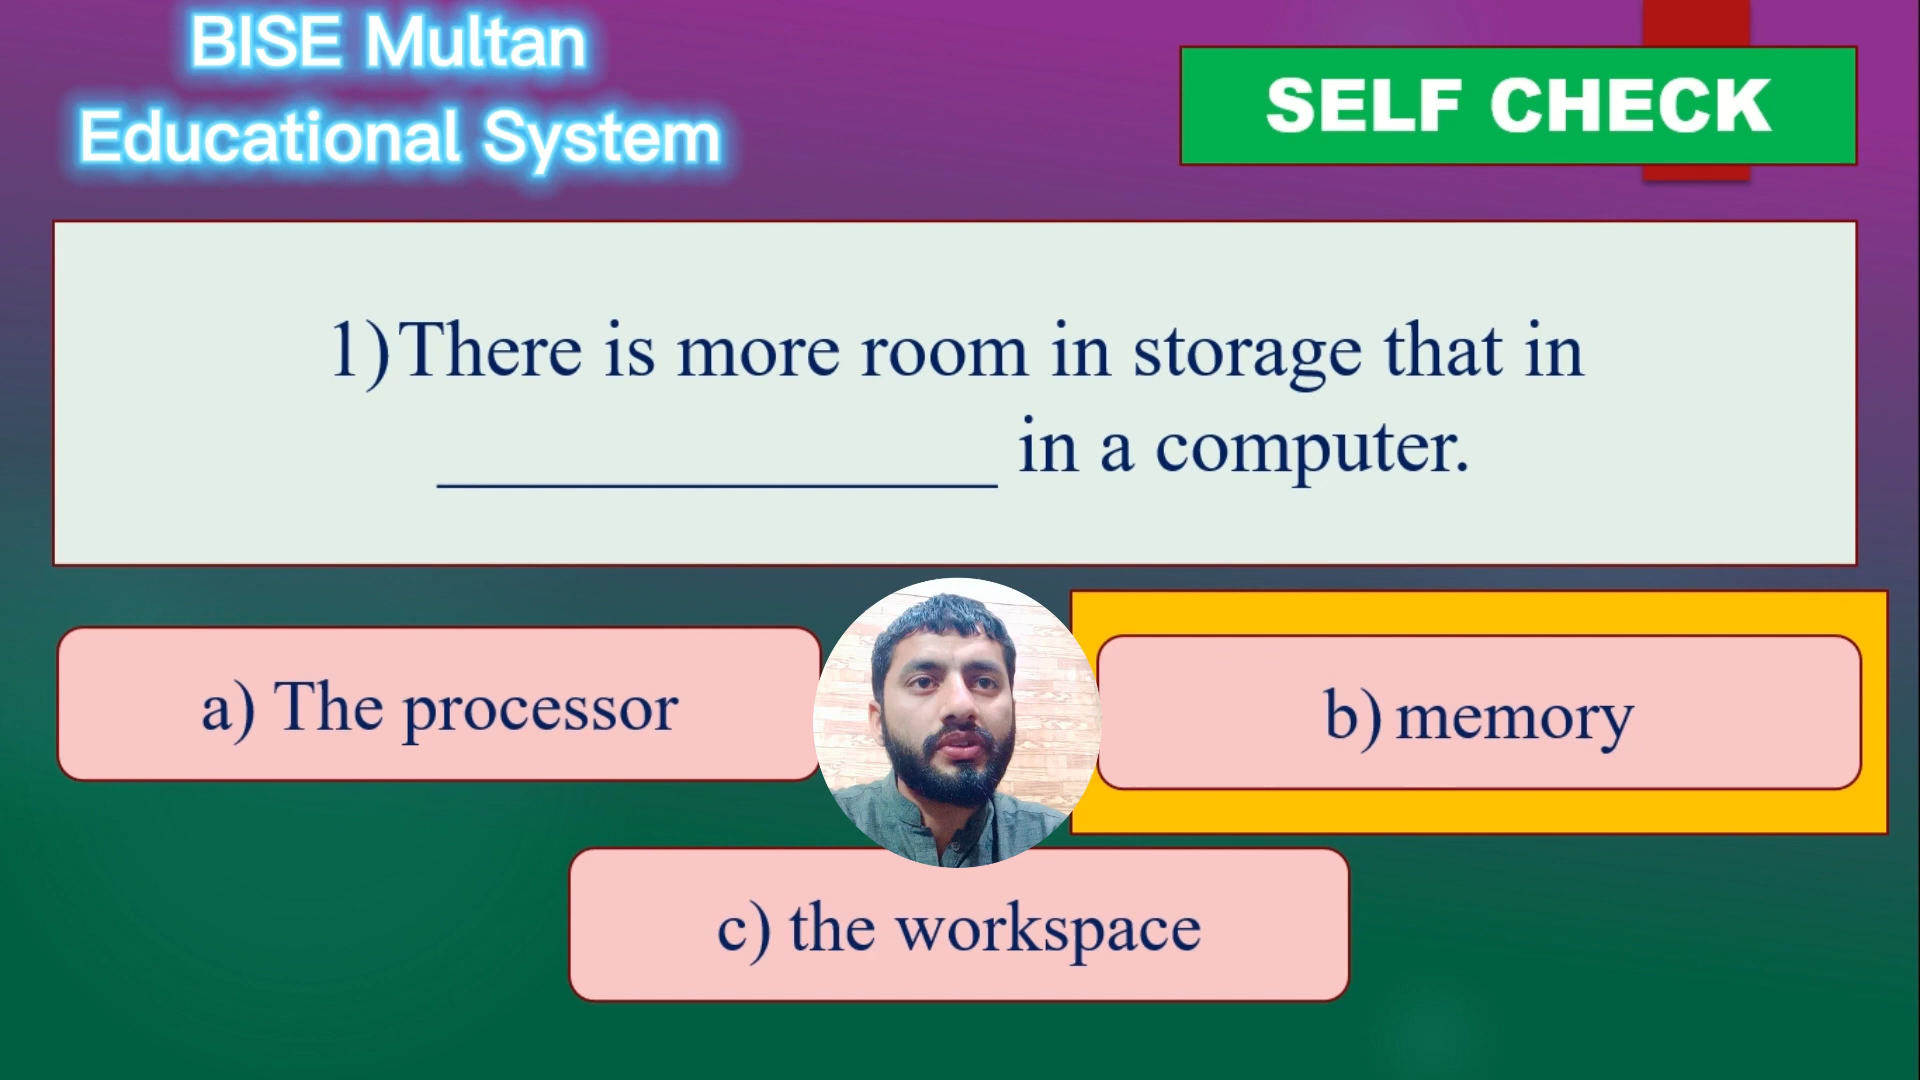 BISE Multan
Educational System
SELF CHECK
1) There is more room in storage that in
________________ in a computer.
a) The processor
b) memory
c) the workspace